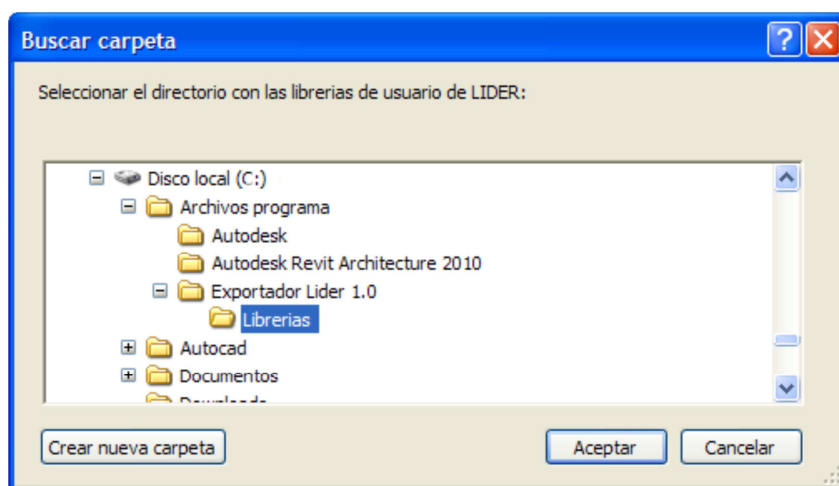 Buscar carpeta
Seleccionar el directorio con las librerias de usuario de LIDER:
Disco local (C:)
Archivos programa
Autodesk
Autodesk Revit Architecture 2010
Exportador Lider 1.0
Librerias
Autocad
Documentos
Downloads
Crear nueva carpeta
Aceptar
Cancelar